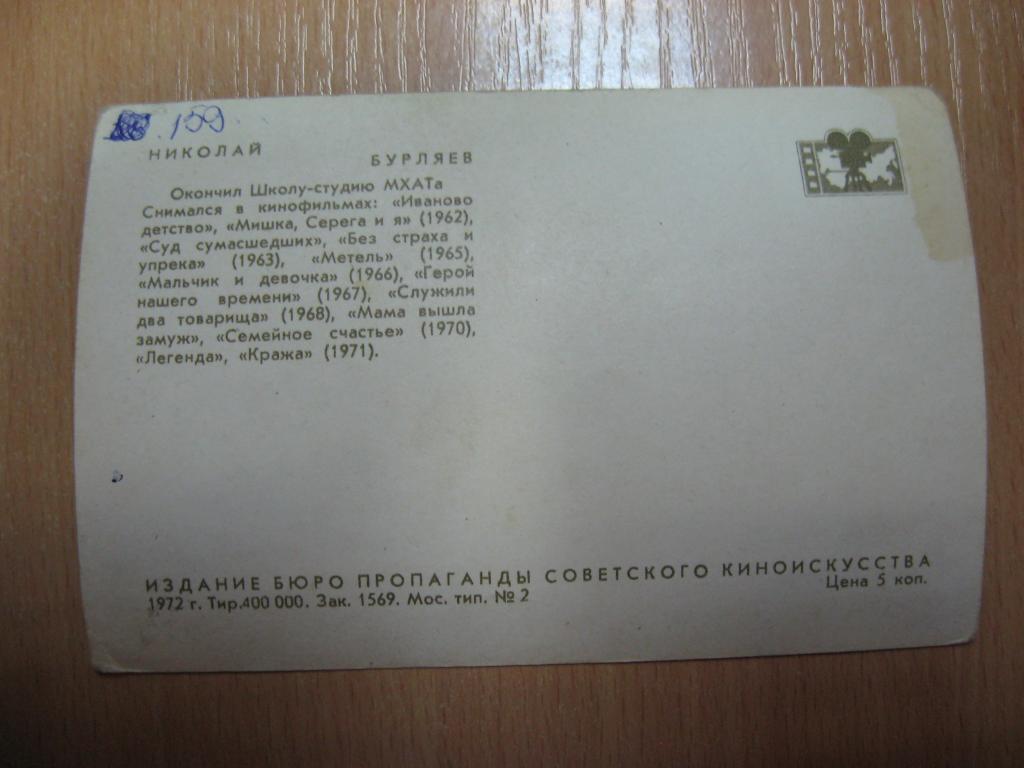 .159
НИКОЛАЙ БУРЛЯЕВ
Окончил Школу-студию МХАТа
Снимался в кинофильмах: «Иваново
детство», «Мишка, Серега и я» (1962),
«Суд сумасшедших», «Без страха и
упрека» (1963), «Метель» (1965),
«Мальчик и девочка» (1966), «Герой
нашего времени» (1967), «Служили
два товарища» (1968), «Мама вышла
замуж», «Семейное счастье» (1970),
«Легенда», «Кража» (1971).
ИЗДАНИЕ БЮРО ПРОПАГАНДЫ СОВЕТСКОГО КИНОИСКУССТВА
1972 г. Тир.400 000. Зак. 1569. Мос. тип. № 2
Цена 5 коп.